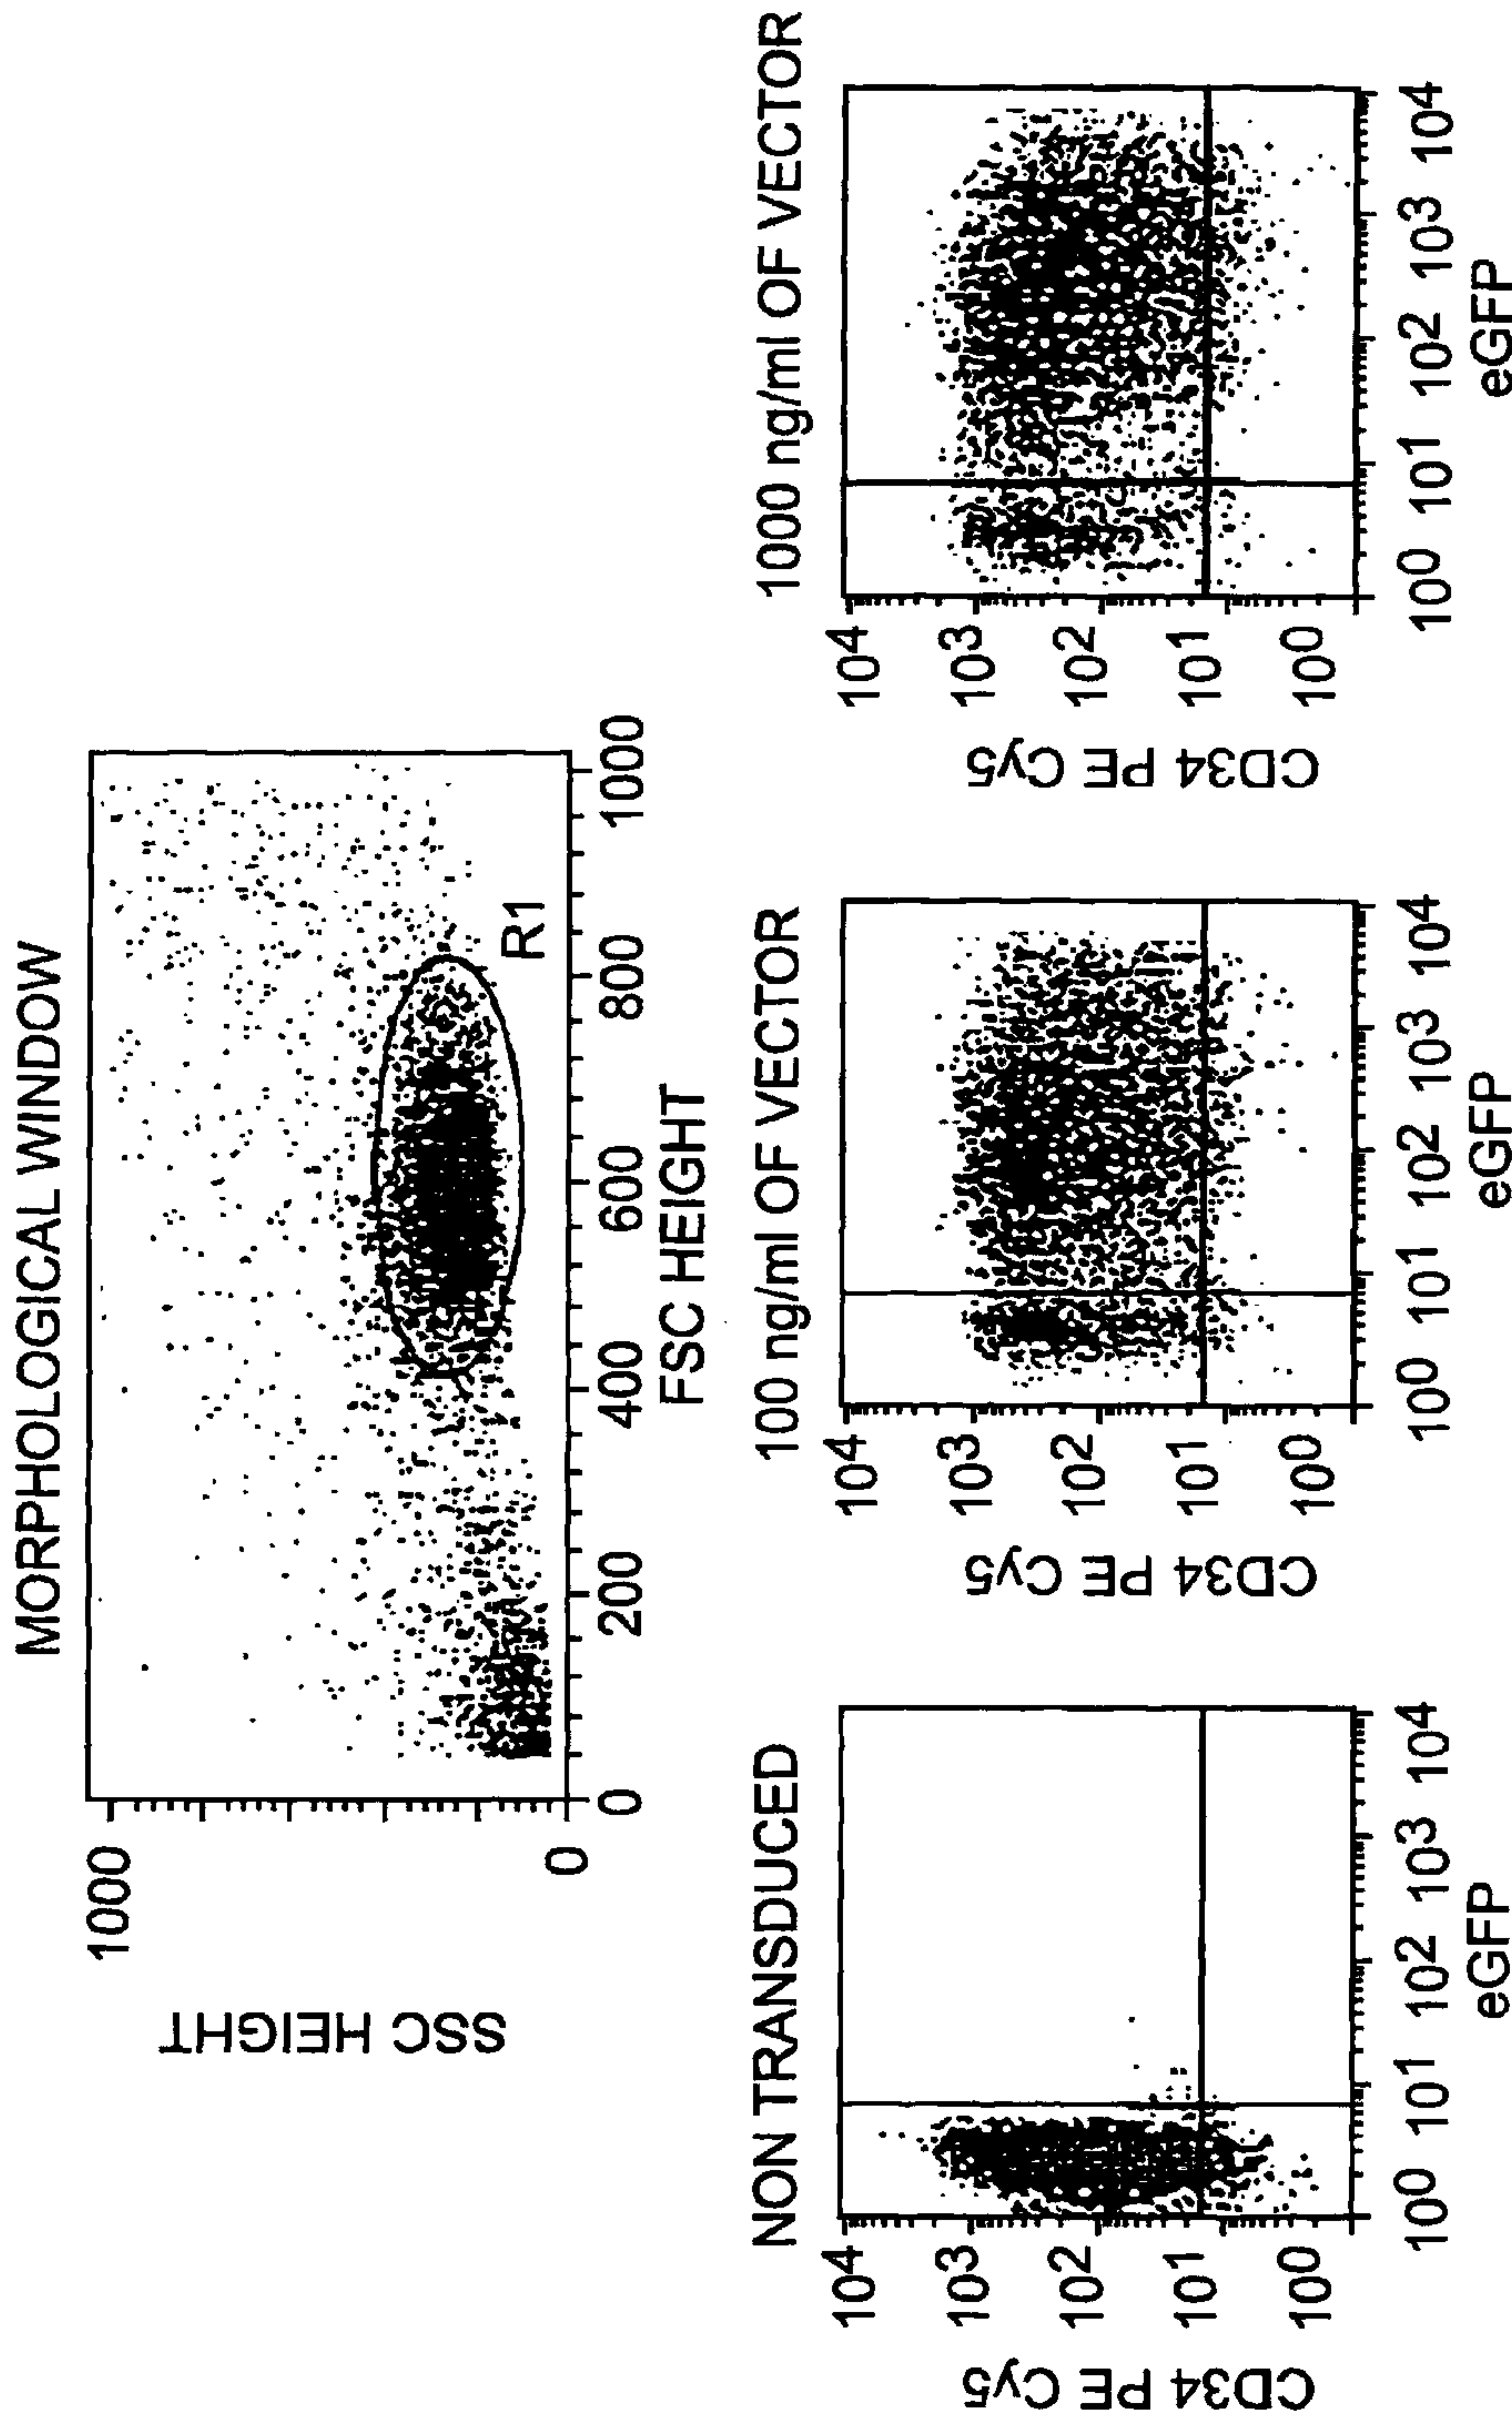 MORPHOLOGICAL WINDOW
1000
0
SSC HEIGHT
0 200 400 600 800 1000
FSC HEIGHT
R1
NON TRANSDUCED
10⁴
10³
10²
10¹
10⁰
CD34 PE Cy5
10⁰ 10¹ 10² 10³ 10⁴
eGFP
100 ng/ml OF VECTOR
10⁴
10³
10²
10¹
10⁰
CD34 PE Cy5
10⁰ 10¹ 10² 10³ 10⁴
eGFP
1000 ng/ml OF VECTOR
10⁴
10³
10²
10¹
10⁰
CD34 PE Cy5
10⁰ 10¹ 10² 10³ 10⁴
eGFP